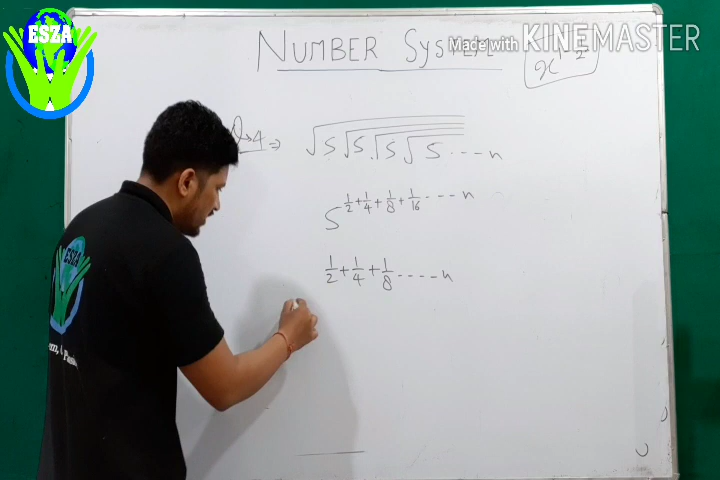 ESZA
NUMBER SYSTEM
Made with KINEMASTER
4 ⇒ √5√5.√5√5 ....n
5^(1/2+1/4+1/8+1/16 ....n)
1/2+1/4+1/8 ....n
ESZA